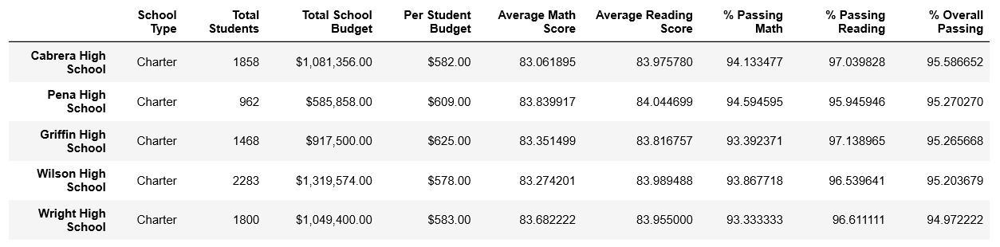 School Type Total Students Total School Budget Per Student Budget Average Math Score Average Reading Score % Passing Math % Passing Reading % Overall Passing
Cabrera High School Charter 1858 $1,081,356.00 $582.00 83.061895 83.975780 94.133477 97.039828 95.586652
Pena High School Charter 962 $585,858.00 $609.00 83.839917 84.044699 94.594595 95.945946 95.270270
Griffin High School Charter 1468 $917,500.00 $625.00 83.351499 83.816757 93.392371 97.138965 95.265668
Wilson High School Charter 2283 $1,319,574.00 $578.00 83.274201 83.989488 93.867718 96.539641 95.203679
Wright High School Charter 1800 $1,049,400.00 $583.00 83.682222 83.955000 93.333333 96.611111 94.972222